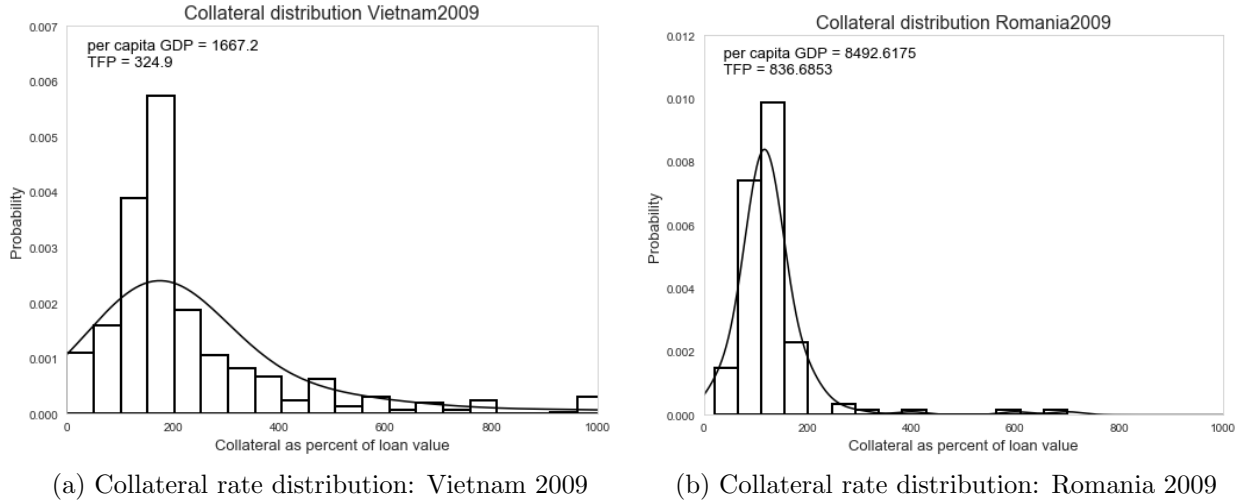 Collateral distribution Vietnam2009
per capita GDP = 1667.2
TFP = 324.9
Probability
0.007
0.006
0.005
0.004
0.003
0.002
0.001
0.000
0 200 400 600 800 1000
Collateral as percent of loan value
(a) Collateral rate distribution: Vietnam 2009
Collateral distribution Romania2009
per capita GDP = 8492.6175
TFP = 836.6853
Probability
0.012
0.010
0.008
0.006
0.004
0.002
0.000
0 200 400 600 800 1000
Collateral as percent of loan value
(b) Collateral rate distribution: Romania 2009